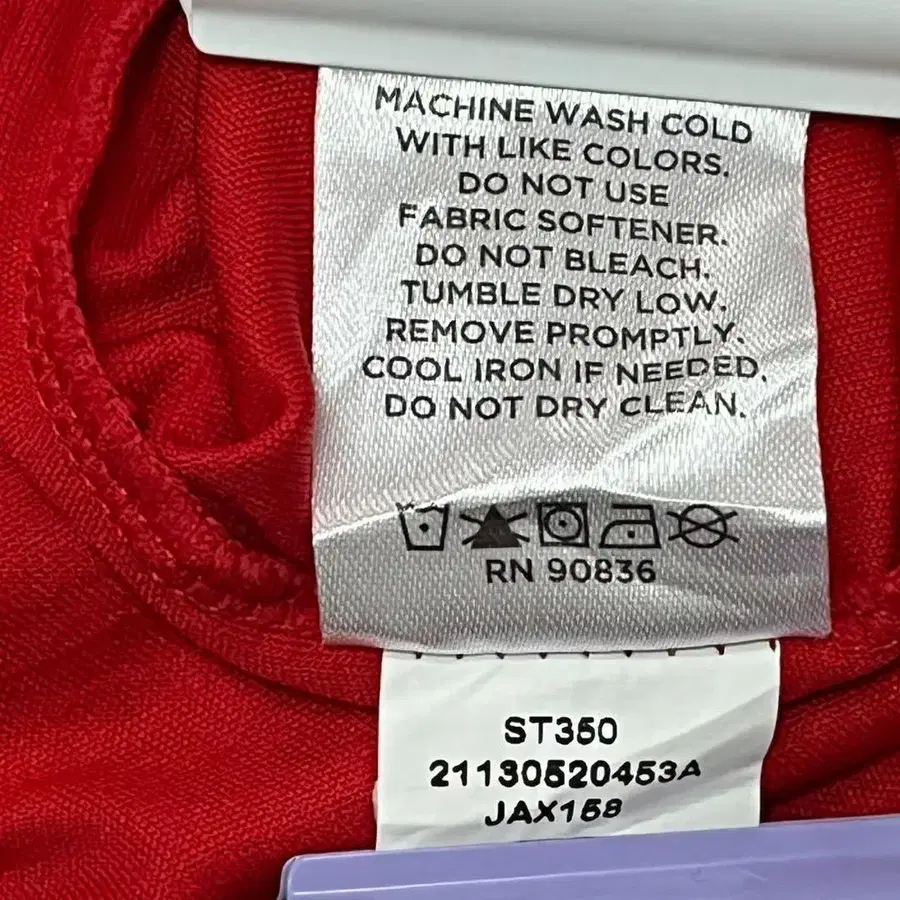 MACHINE WASH COLD
WITH LIKE COLORS.
DO NOT USE
FABRIC SOFTENER.
DO NOT BLEACH.
TUMBLE DRY LOW.
REMOVE PROMPTLY.
COOL IRON IF NEEDED.
DO NOT DRY CLEAN.
RN 90836
ST350
21130520453A
JAX158